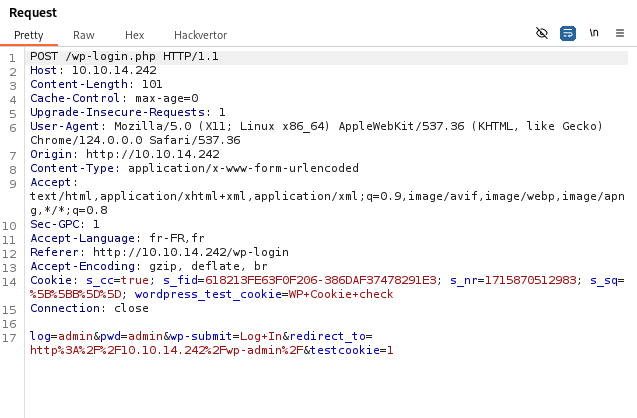 Request
Pretty Raw Hex Hackvertor \n
1 POST /wp-login.php HTTP/1.1
2 Host: 10.10.14.242
3 Content-Length: 101
4 Cache-Control: max-age=0
5 Upgrade-Insecure-Requests: 1
6 User-Agent: Mozilla/5.0 (X11; Linux x86_64) AppleWebKit/537.36 (KHTML, like Gecko)
Chrome/124.0.0.0 Safari/537.36
7 Origin: http://10.10.14.242
8 Content-Type: application/x-www-form-urlencoded
9 Accept:
text/html,application/xhtml+xml,application/xml;q=0.9,image/avif,image/webp,image/apn
g,*/*;q=0.8
10 Sec-GPC: 1
11 Accept-Language: fr-FR,fr
12 Referer: http://10.10.14.242/wp-login
13 Accept-Encoding: gzip, deflate, br
14 Cookie: s_cc=true; s_fid=618213FE63F0F206-386DAF37478291E3; s_nr=1715870512983; s_sq=
%5B%5BB%5D%5D; wordpress_test_cookie=WP+Cookie+check
15 Connection: close
16
17 log=admin&pwd=admin&wp-submit=Log+In&redirect_to=
http%3A%2F%2F10.10.14.242%2Fwp-admin%2F&testcookie=1